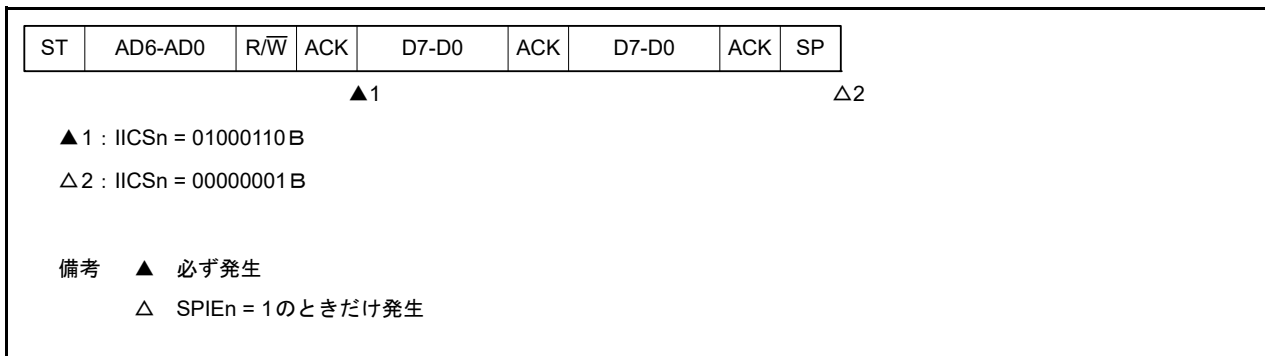 ST AD6-AD0 R/W̅ ACK D7-D0 ACK D7-D0 ACK SP
▲1 △2
▲1：IICSn = 01000110B
△2：IICSn = 00000001B
備考 ▲ 必ず発生
△ SPIEn = 1のときだけ発生